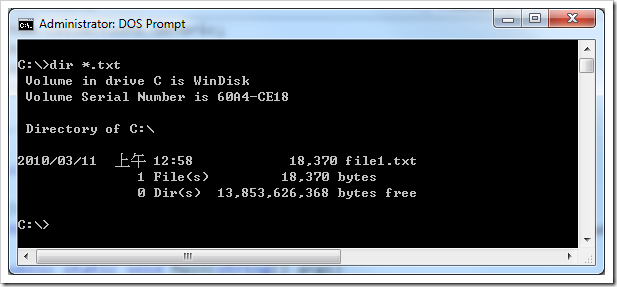 Administrator: DOS Prompt
C:\>dir *.txt
Volume in drive C is WinDisk
Volume Serial Number is 60A4-CE18
Directory of C:\
2010/03/11 上午 12:58 18,370 file1.txt
1 File(s) 18,370 bytes
0 Dir(s) 13,853,626,368 bytes free
C:\>